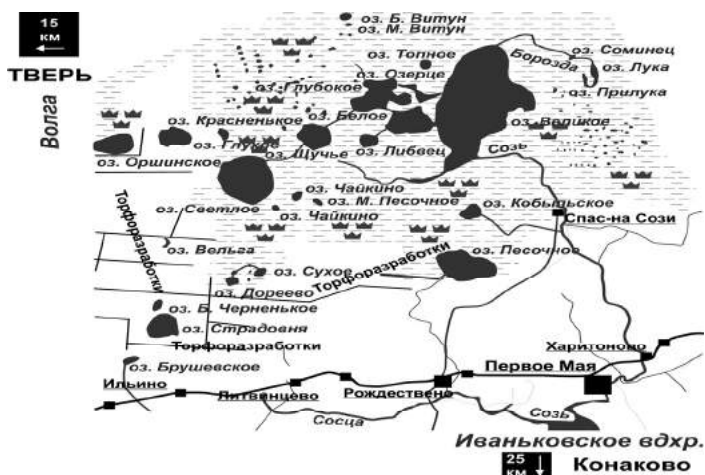 15
км
ТВЕРЬ
Волга
оз. Б. Витун
оз. М. Витун
оз. Топное
оз. Озерце
Борозда
оз. Соминец
оз. Лука
оз. Прилука
оз. Глубокое
оз. Красненькое
оз. Белое
оз. Великое
оз. Глухое
оз. Щучье
оз. Либвец
Созь
оз. Оршинское
оз. Чайкино
оз. М. Песочное
оз. Кобыльское
оз. Светлое
оз. Чайкино
Спас-на Сози
Торфоразработки
оз. Вельга
оз. Песочное
оз. Сухое
Торфоразработки
оз. Дореево
оз. Б. Черненькое
оз. Страдовня
Торфоразработки
Харитоново
оз. Брушевское
Первое Мая
Ильино
Литвинцево
Рождествено
Сосца
Созь
Иваньковское вдхр.
25
км
Конаково